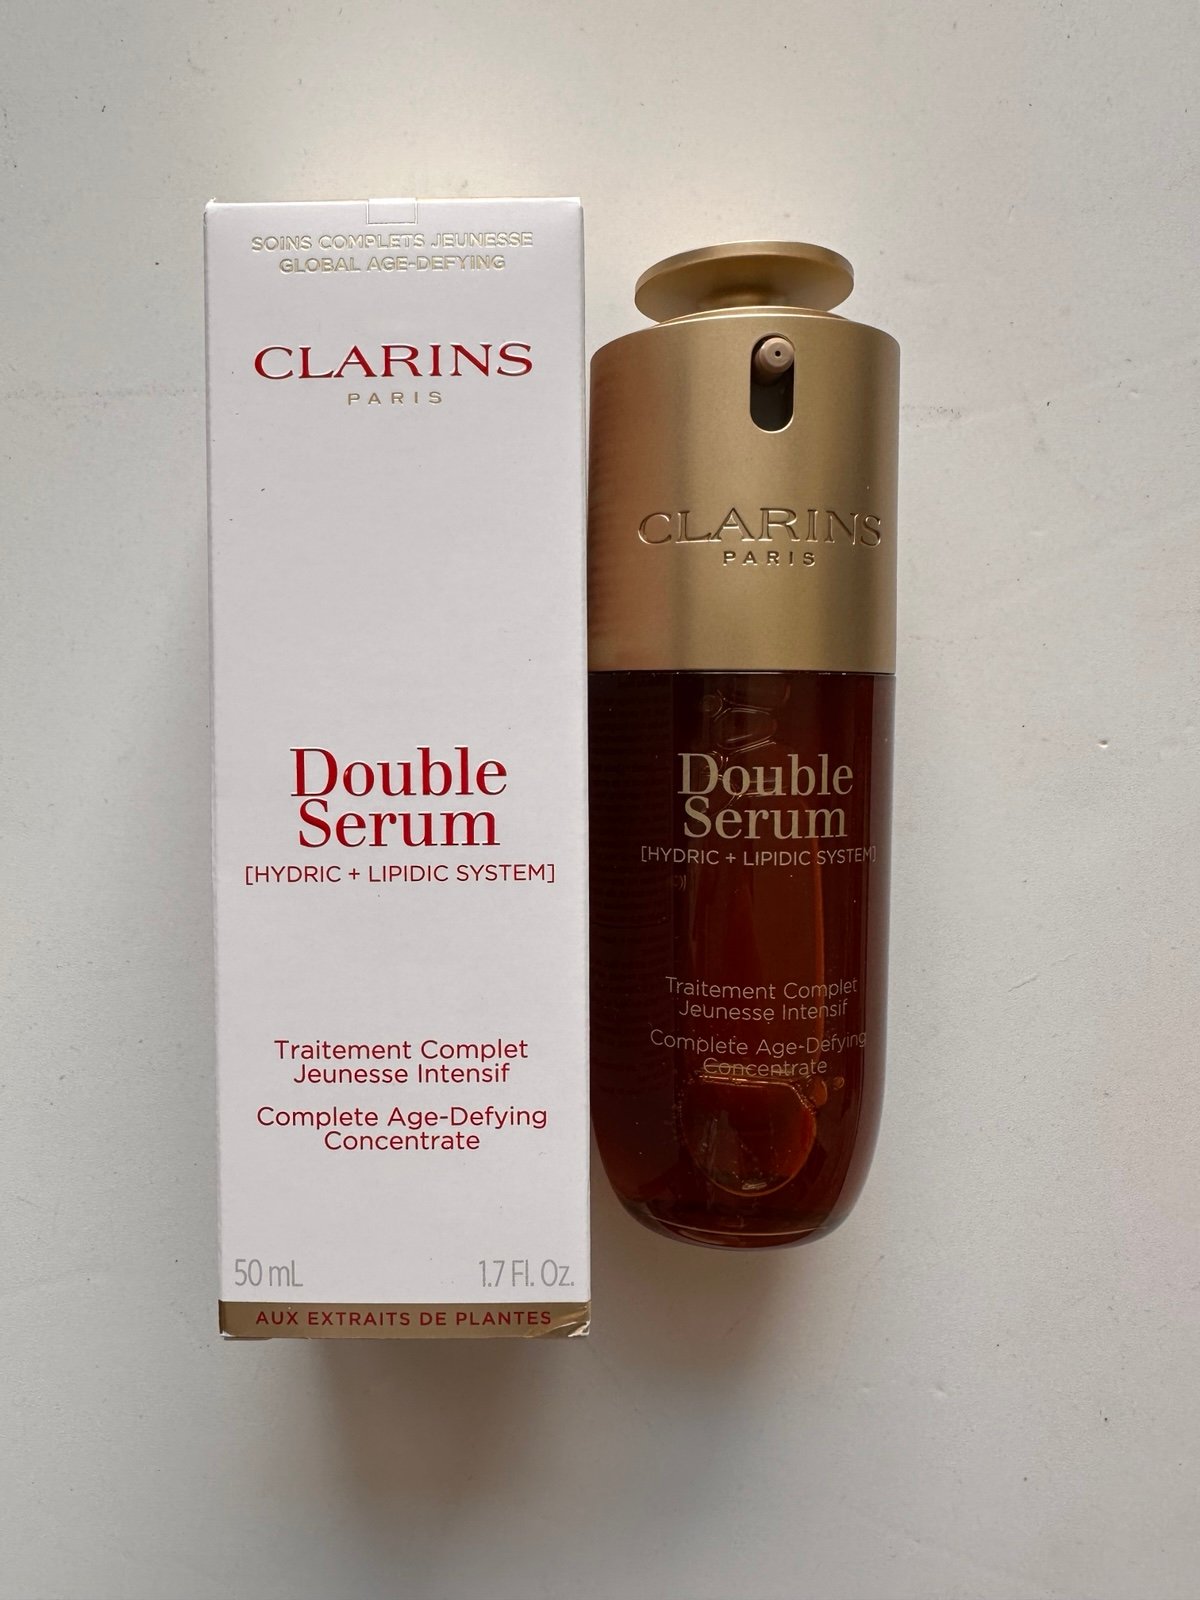 SOINS COMPLETS JEUNESSE
GLOBAL AGE-DEFYING
CLARINS
PARIS
Double
Serum
[HYDRIC + LIPIDIC SYSTEM]
Traitement Complet
Jeunesse Intensif
Complete Age-Defying
Concentrate
50 mL 1.7 Fl. Oz.
AUX EXTRAITS DE PLANTES
CLARINS
PARIS
Double
Serum
[HYDRIC + LIPIDIC SYSTEM]
Traitement Complet
Jeunesse Intensif
Complete Age-Defying
Concentrate